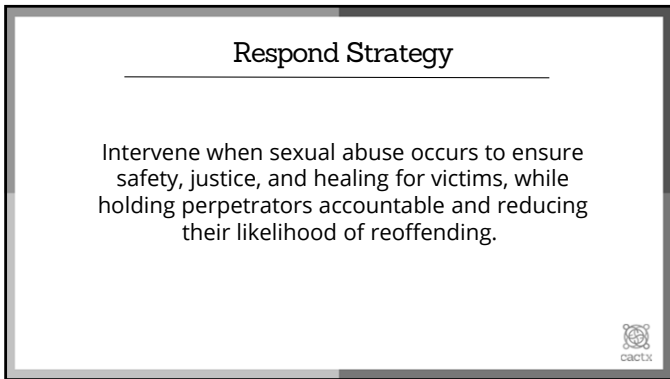 Respond Strategy
Intervene when sexual abuse occurs to ensure
safety, justice, and healing for victims, while
holding perpetrators accountable and reducing
their likelihood of reoffending.
cactx